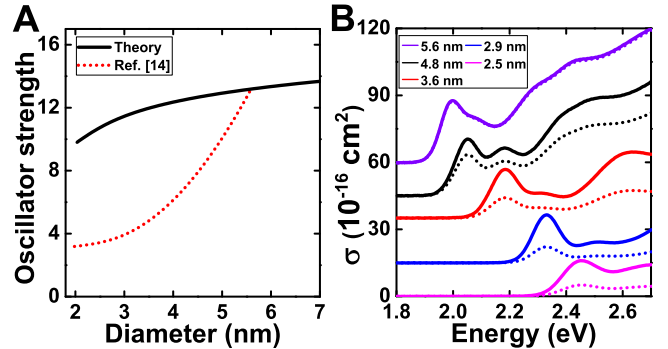 A
Oscillator strength
16
12
8
4
0
Theory
Ref. [14]
2
3
4
5
6
7
Diameter (nm)
B
σ (10⁻¹⁶ cm²)
120
90
60
30
0
5.6 nm
2.9 nm
4.8 nm
2.5 nm
3.6 nm
1.8
2.0
2.2
2.4
2.6
Energy (eV)